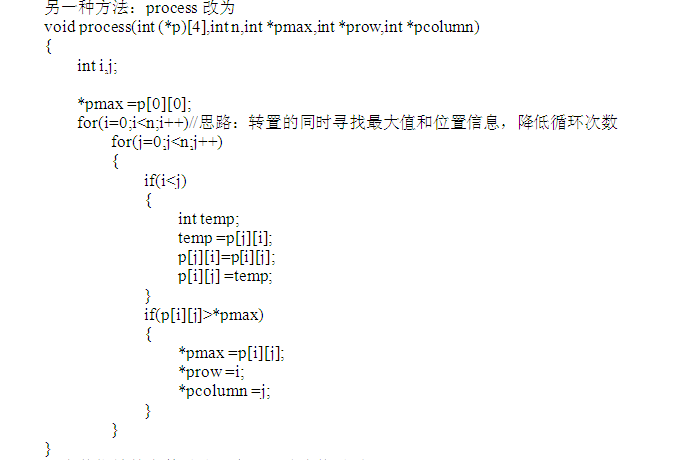 另一种方法：process 改为
void process(int (*p)[4],int n,int *pmax,int *prow,int *pcolumn)
{
int i,j;
*pmax =p[0][0];
for(i=0;i<n;i++)//思路：转置的同时寻找最大值和位置信息，降低循环次数
for(j=0;j<n;j++)
{
if(i<j)
{
int temp;
temp =p[j][i];
p[j][i]=p[i][j];
p[i][j] =temp;
}
if(p[i][j]>*pmax)
{
*pmax =p[i][j];
*prow =i;
*pcolumn =j;
}
}
}